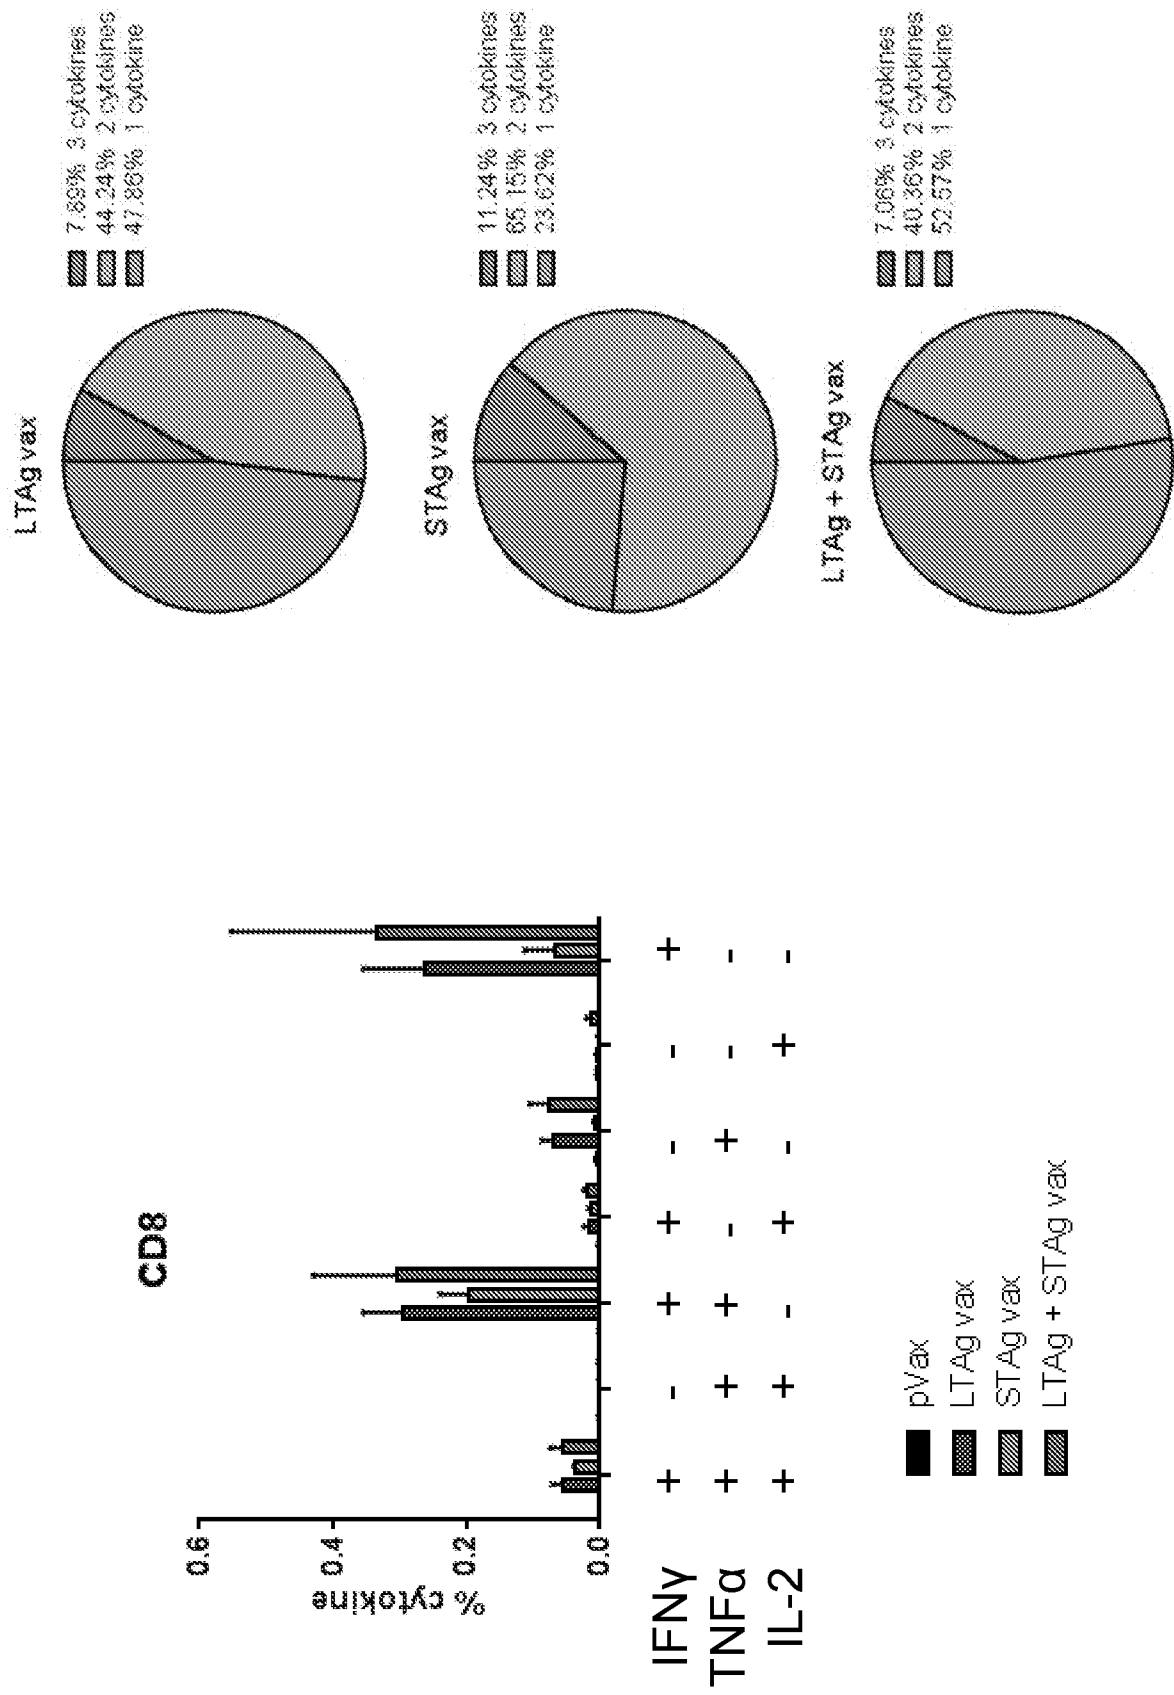 CD8
% cytokine
0.6
0.4
0.2
0.0
IFNγ + - + + - - +
TNFα + + + - + - -
IL-2 + + - + - + -
pVax
LTAg vax
STAg vax
LTAg + STAg vax
LTAg vax
7.89% 3 cytokines
44.24% 2 cytokines
47.86% 1 cytokine
STAg vax
11.24% 3 cytokines
65.15% 2 cytokines
23.62% 1 cytokine
LTAg + STAg vax
7.06% 3 cytokines
40.36% 2 cytokines
52.57% 1 cytokine